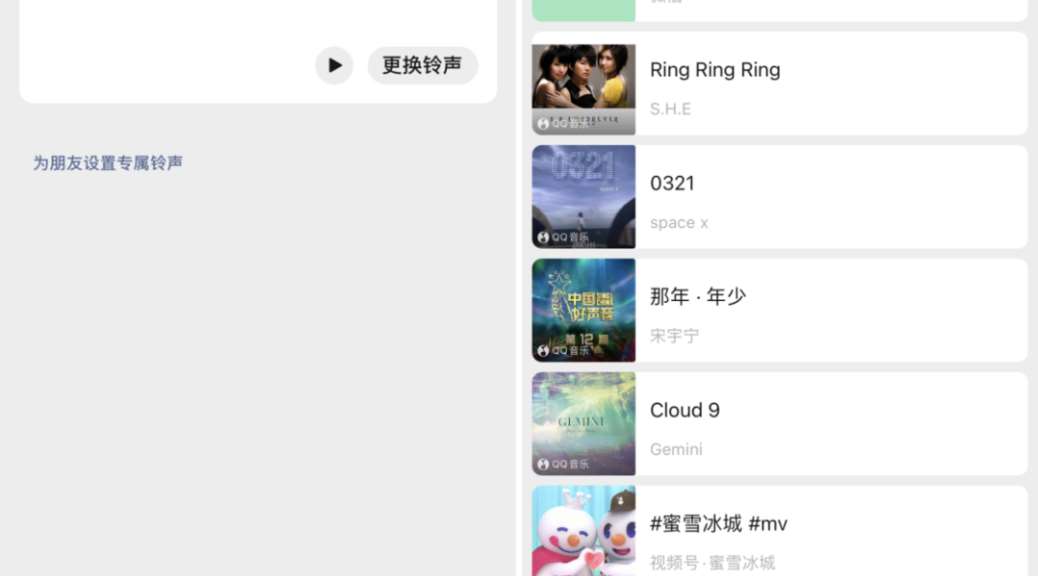 更换铃声
为朋友设置专属铃声
Ring Ring Ring
S.H.E
QQ音乐
0321
0321
space x
QQ音乐
中国好声音
第12期
那年 · 年少
宋宇宁
QQ音乐
GEMINI
Cloud 9
Gemini
QQ音乐
#蜜雪冰城 #mv
视频号 · 蜜雪冰城